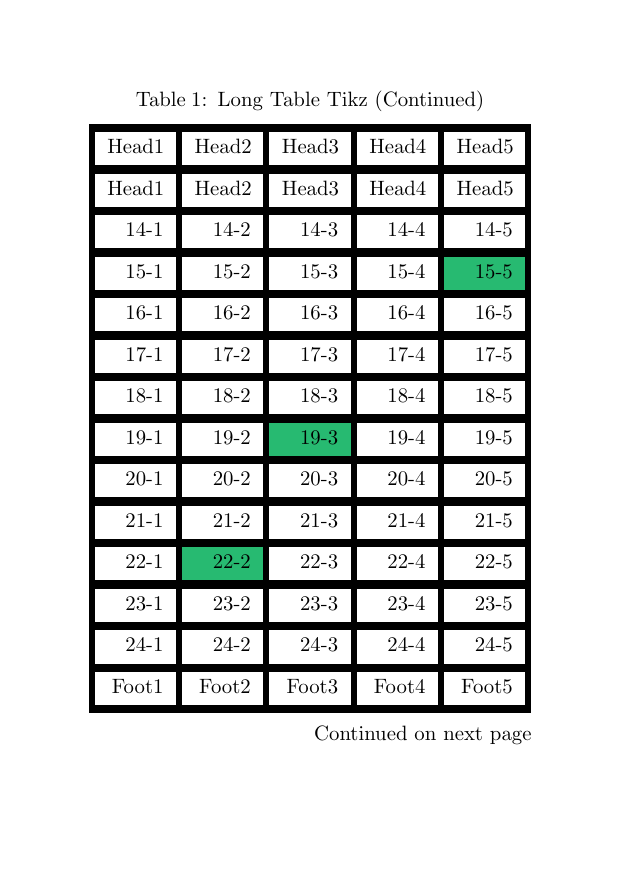 Table 1: Long Table Tikz (Continued)
Head1 Head2 Head3 Head4 Head5
Head1 Head2 Head3 Head4 Head5
14-1 14-2 14-3 14-4 14-5
15-1 15-2 15-3 15-4 15-5
16-1 16-2 16-3 16-4 16-5
17-1 17-2 17-3 17-4 17-5
18-1 18-2 18-3 18-4 18-5
19-1 19-2 19-3 19-4 19-5
20-1 20-2 20-3 20-4 20-5
21-1 21-2 21-3 21-4 21-5
22-1 22-2 22-3 22-4 22-5
23-1 23-2 23-3 23-4 23-5
24-1 24-2 24-3 24-4 24-5
Foot1 Foot2 Foot3 Foot4 Foot5
Continued on next page